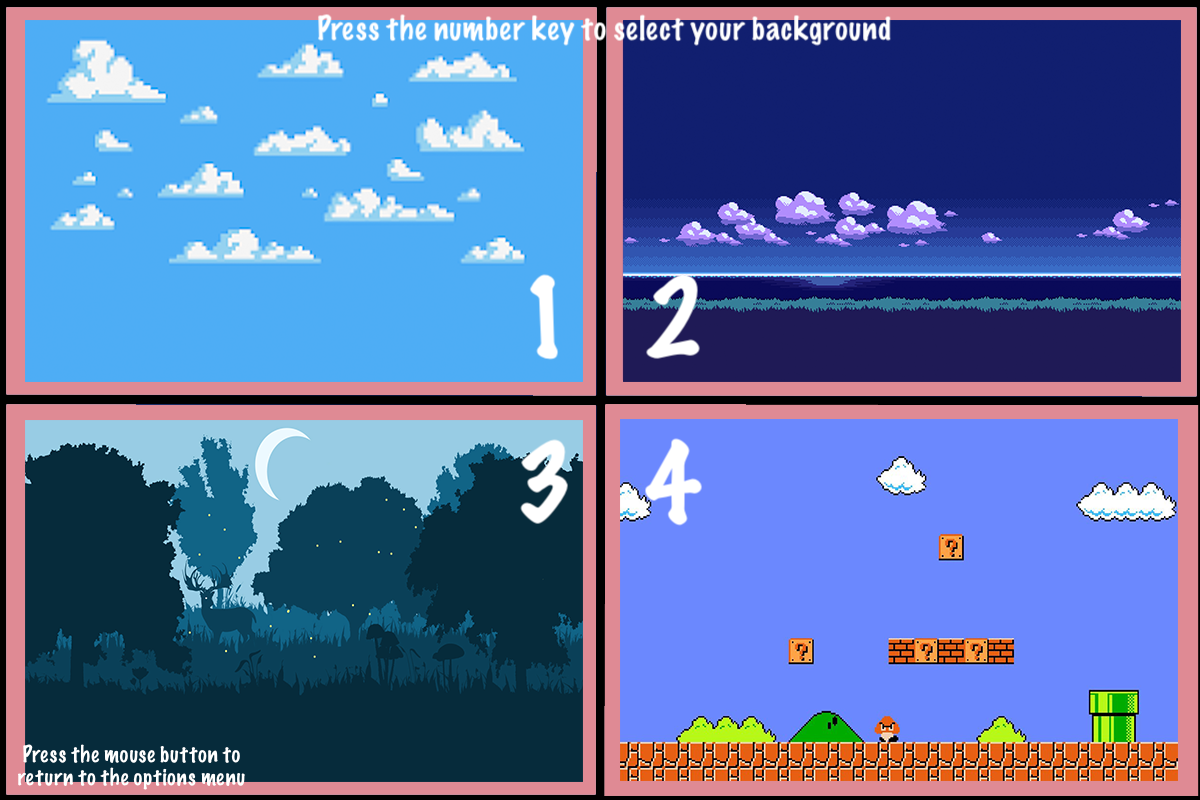 Press the number key to select your background
1
2
3
4
?
?
? ?
Press the mouse button to
return to the options menu